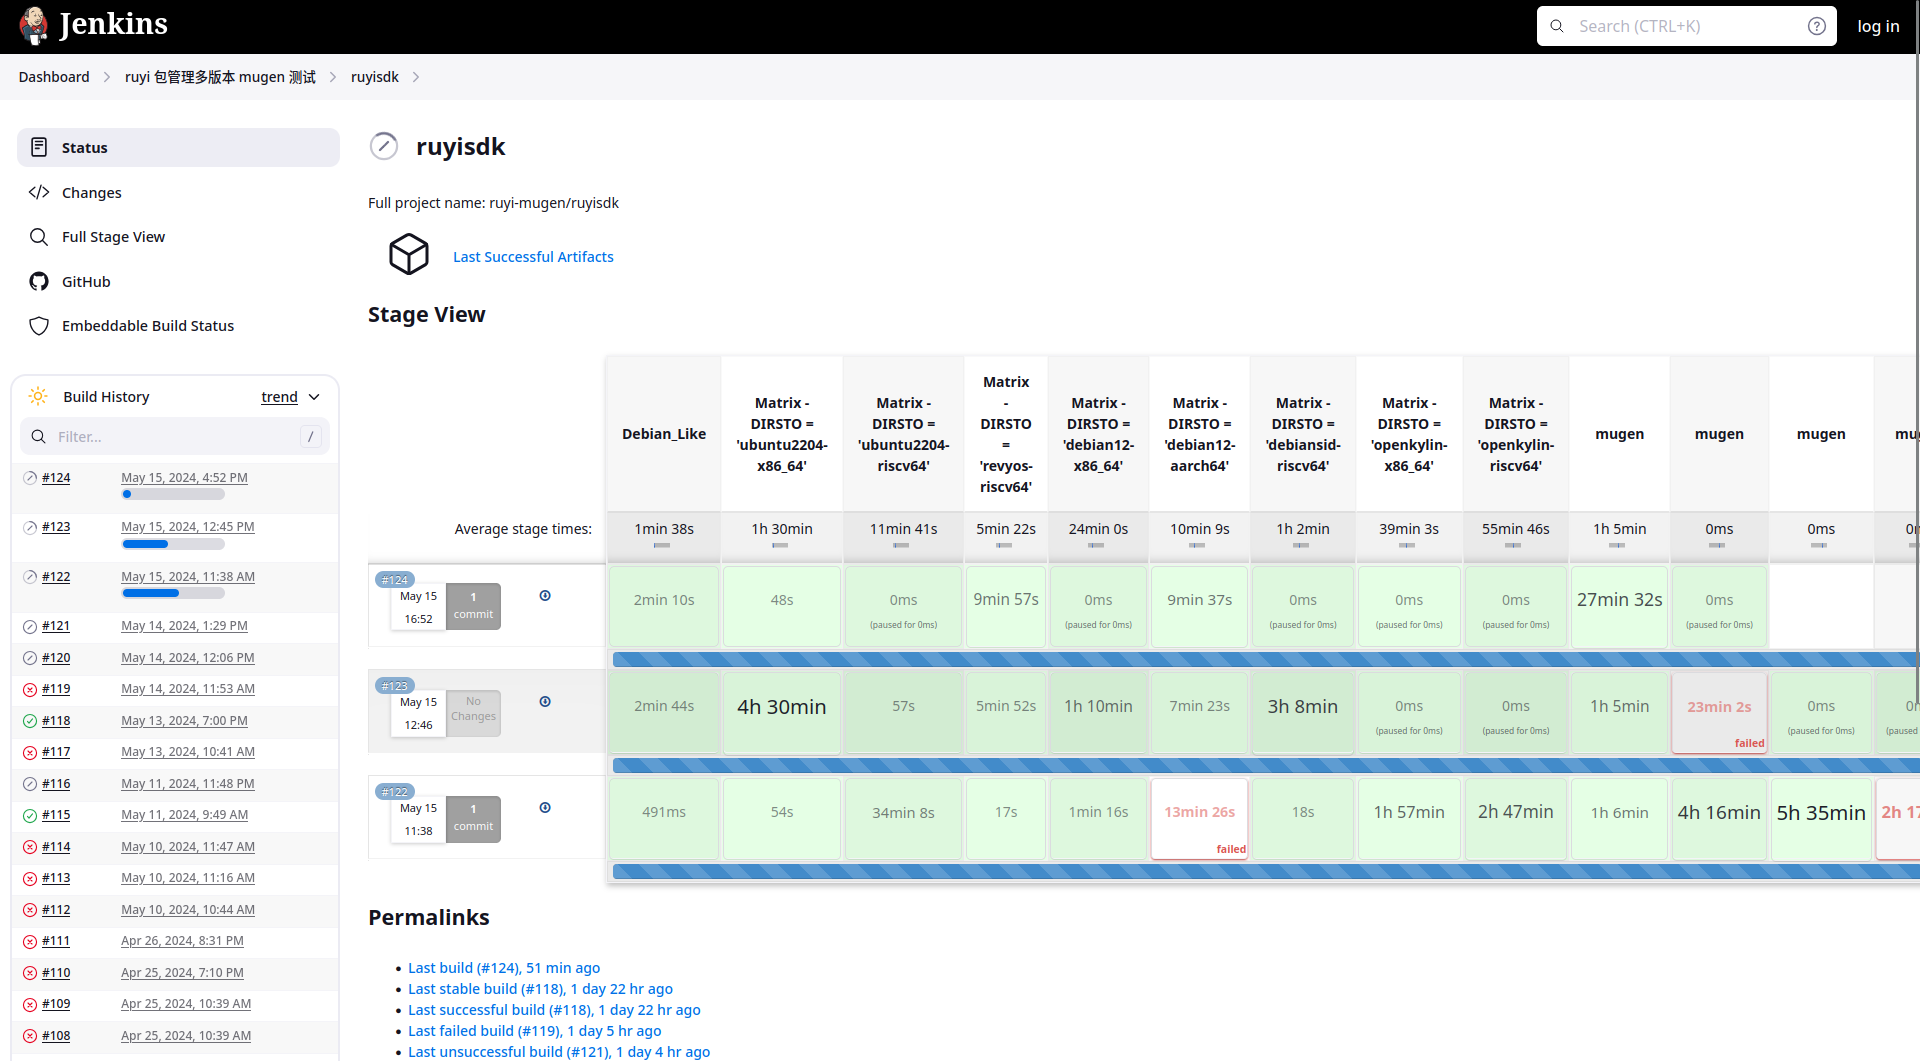 Jenkins
Search (CTRL+K)
log in
Dashboard
ruyi 包管理多版本 mugen 测试
ruyisdk
Status
Changes
Full Stage View
GitHub
Embeddable Build Status
Build History
trend
Filter...
/
#124
May 15, 2024, 4:52 PM
#123
May 15, 2024, 12:45 PM
#122
May 15, 2024, 11:38 AM
#121
May 14, 2024, 1:29 PM
#120
May 14, 2024, 12:06 PM
#119
May 14, 2024, 11:53 AM
#118
May 13, 2024, 7:00 PM
#117
May 13, 2024, 10:41 AM
#116
May 11, 2024, 11:48 PM
#115
May 11, 2024, 9:49 AM
#114
May 10, 2024, 11:47 AM
#113
May 10, 2024, 11:16 AM
#112
May 10, 2024, 10:44 AM
#111
Apr 26, 2024, 8:31 PM
#110
Apr 25, 2024, 7:10 PM
#109
Apr 25, 2024, 10:39 AM
#108
Apr 25, 2024, 10:39 AM
ruyisdk
Full project name: ruyi-mugen/ruyisdk
Last Successful Artifacts
Stage View
Debian_Like
Matrix -
DIRSTO =
'ubuntu2204-
x86_64'
Matrix -
DIRSTO =
'ubuntu2204-
riscv64'
Matrix
-
DIRSTO
=
'revyos-
riscv64'
Matrix -
DIRSTO =
'debian12-
x86_64'
Matrix -
DIRSTO =
'debian12-
aarch64'
Matrix -
DIRSTO =
'debiansid-
riscv64'
Matrix -
DIRSTO =
'openkylin-
x86_64'
Matrix -
DIRSTO =
'openkylin-
riscv64'
mugen
mugen
mugen
Average stage times:
1min 38s
1h 30min
11min 41s
5min 22s
24min 0s
10min 9s
1h 2min
39min 3s
55min 46s
1h 5min
0ms
0ms
#124
May 15
16:52
1
commit
2min 10s
48s
0ms
(paused for 0ms)
9min 57s
0ms
(paused for 0ms)
9min 37s
0ms
(paused for 0ms)
0ms
(paused for 0ms)
0ms
(paused for 0ms)
27min 32s
0ms
(paused for 0ms)
#123
May 15
12:46
No
Changes
2min 44s
4h 30min
57s
5min 52s
1h 10min
7min 23s
3h 8min
0ms
(paused for 0ms)
0ms
(paused for 0ms)
1h 5min
23min 2s
failed
0ms
(paused for 0ms)
(paused
#122
May 15
11:38
1
commit
491ms
54s
34min 8s
17s
1min 16s
13min 26s
failed
18s
1h 57min
2h 47min
1h 6min
4h 16min
5h 35min
2h
Permalinks
Last build (#124), 51 min ago
Last stable build (#118), 1 day 22 hr ago
Last successful build (#118), 1 day 22 hr ago
Last failed build (#119), 1 day 5 hr ago
Last unsuccessful build (#121), 1 day 4 hr ago